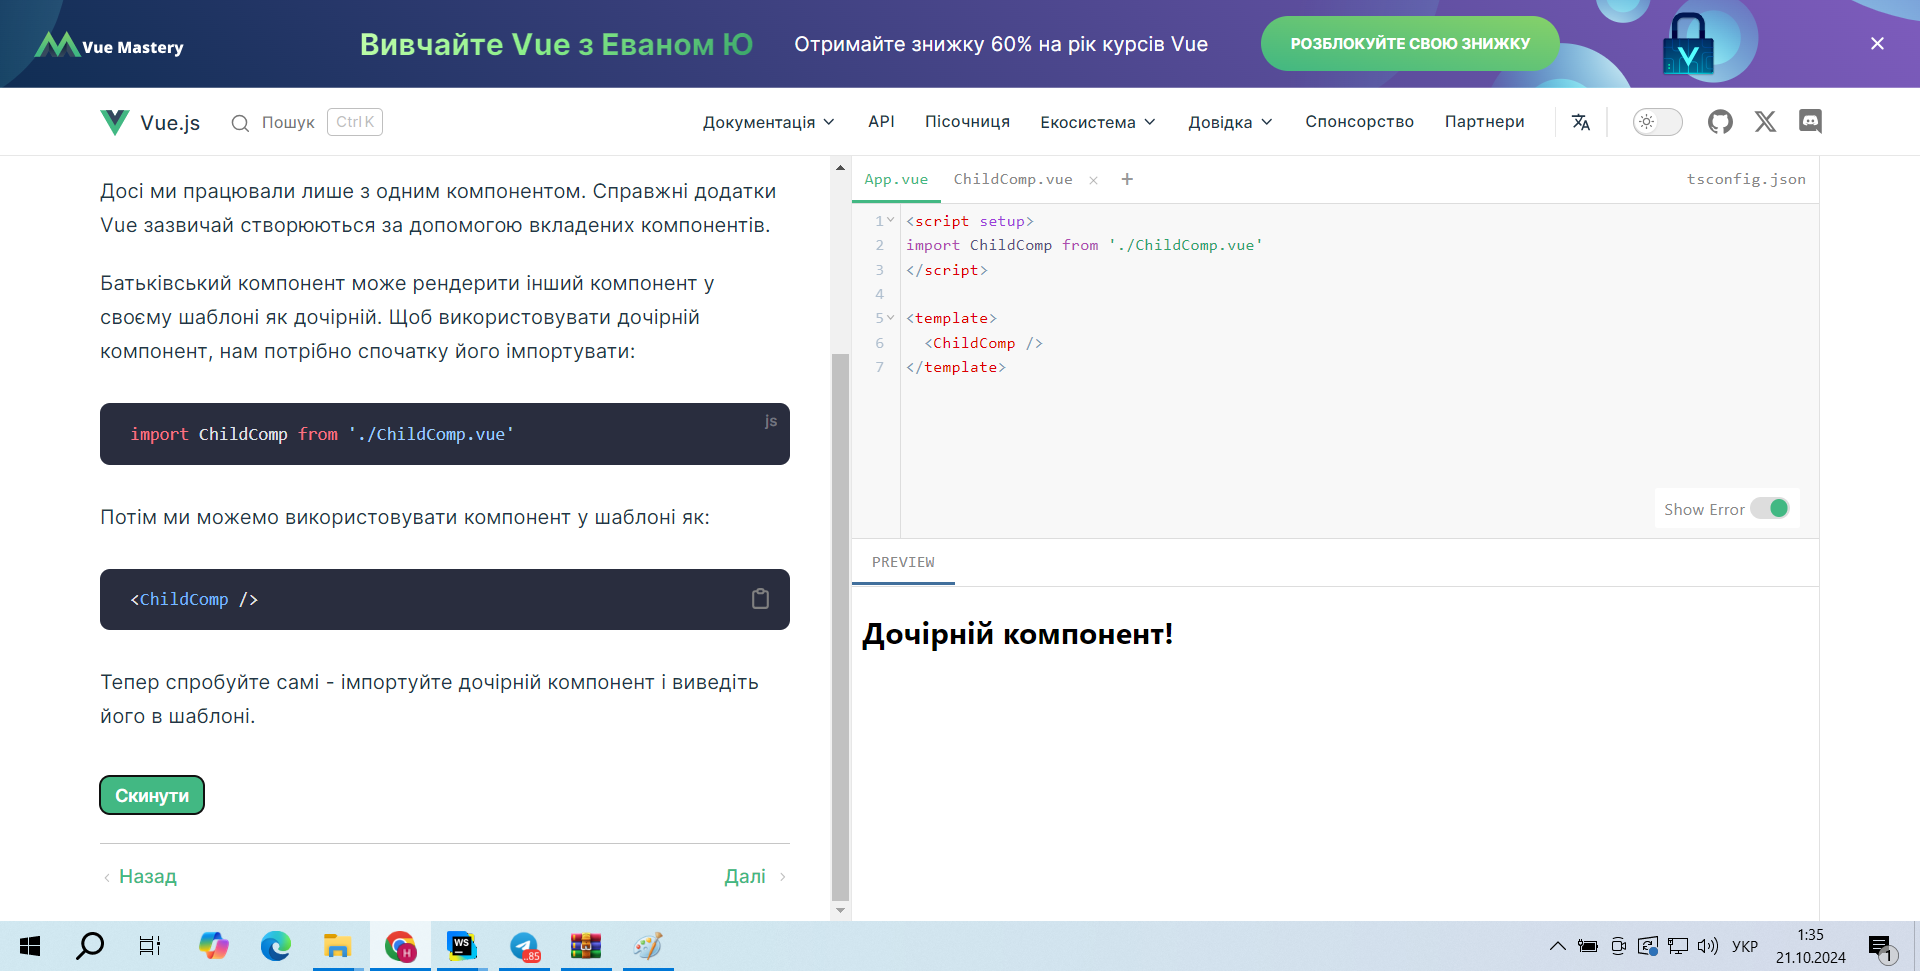 Vue Mastery
Вивчайте Vue з Еваном Ю
Отримайте знижку 60% на рік курсів Vue
РОЗБЛОКУЙТЕ СВОЮ ЗНИЖКУ
Vue.js
Пошук
Ctrl K
Документація
API
Пісочниця
Екосистема
Довідка
Спонсорство
Партнери
Досі ми працювали лише з одним компонентом. Справжні додатки
Vue зазвичай створюються за допомогою вкладених компонентів.
Батьківський компонент може рендерити інший компонент у
своєму шаблоні як дочірній. Щоб використовувати дочірній
компонент, нам потрібно спочатку його імпортувати:
js
import ChildComp from './ChildComp.vue'
Потім ми можемо використовувати компонент у шаблоні як:
<ChildComp />
Тепер спробуйте самі - імпортуйте дочірній компонент і виведіть
його в шаблоні.
Скинути
Назад
Далі
App.vue
ChildComp.vue
tsconfig.json
1 <script setup>
2 import ChildComp from './ChildComp.vue'
3 </script>
4
5 <template>
6 <ChildComp />
7 </template>
Show Error
PREVIEW
Дочірній компонент!
WS
H
..85
УКР
1:35
21.10.2024
1